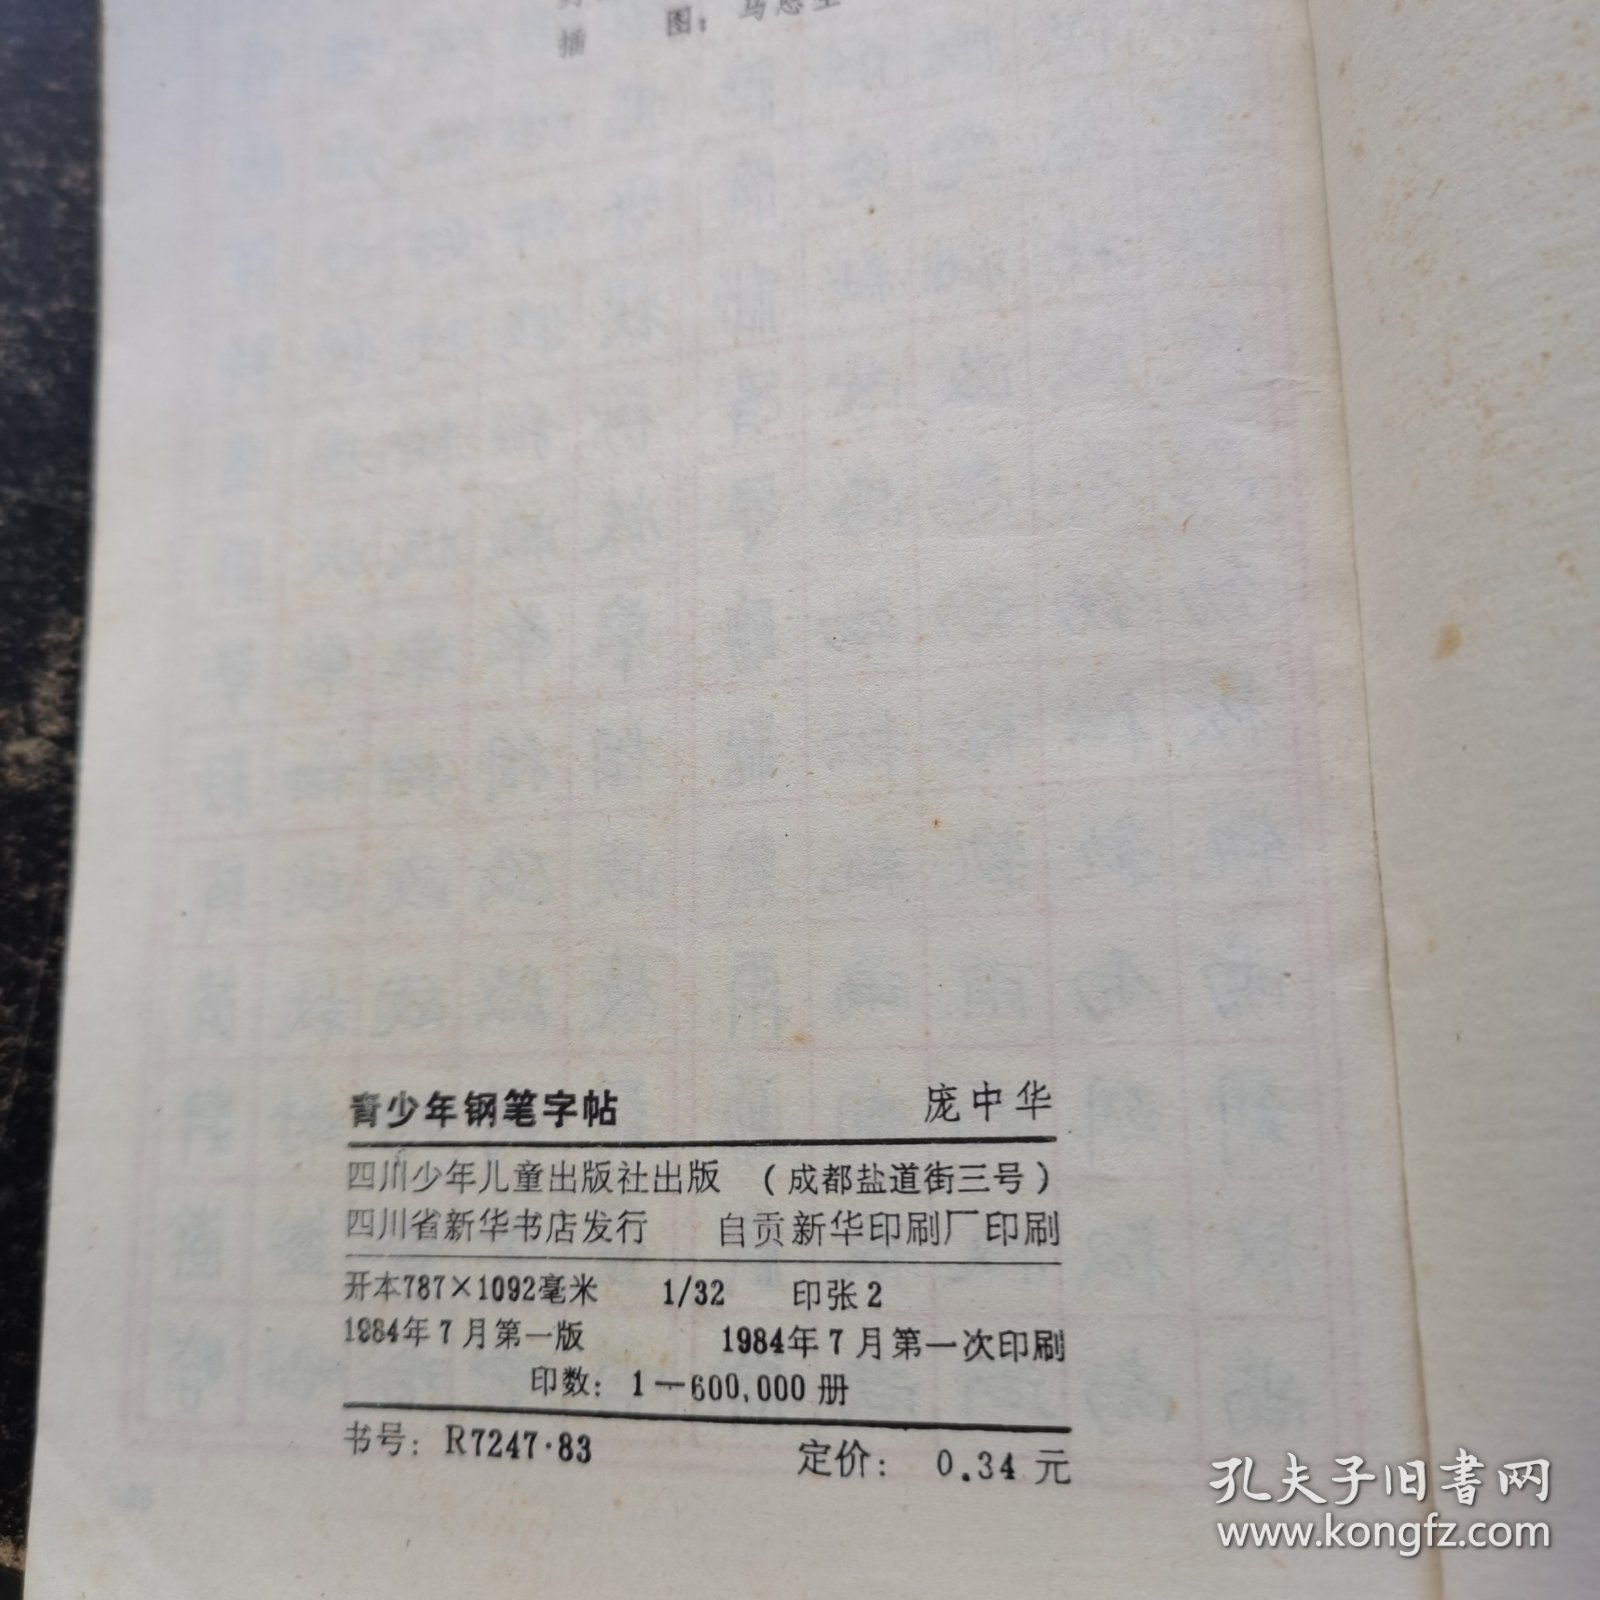 插 图：马恩生
青少年钢笔字帖 庞中华
四川少年儿童出版社出版 （成都盐道街三号）
四川省新华书店发行 自贡新华印刷厂印刷
开本787×1092毫米 1/32 印张2
1984年7月第一版 1984年7月第一次印刷
印数：1—600,000册
书号：R7247·83 定价：0.34元
孔夫子旧书网
www.kongfz.com